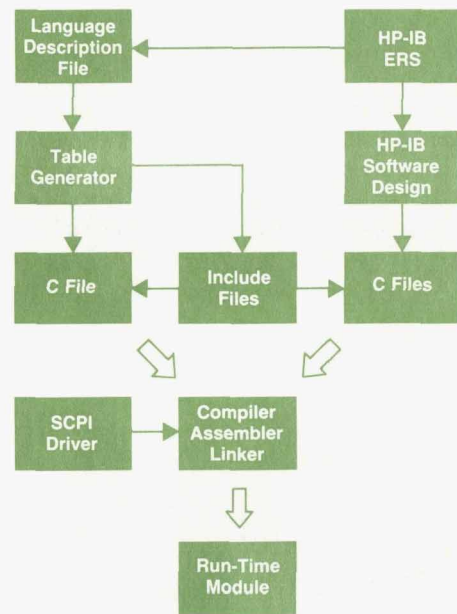 Language
Description
File
HP-IB
ERS
Table
Generator
HP-IB
Software
Design
C File
Include
Files
C Files
SCPI
Driver
Compiler
Assembler
Linker
Run-Time
Module